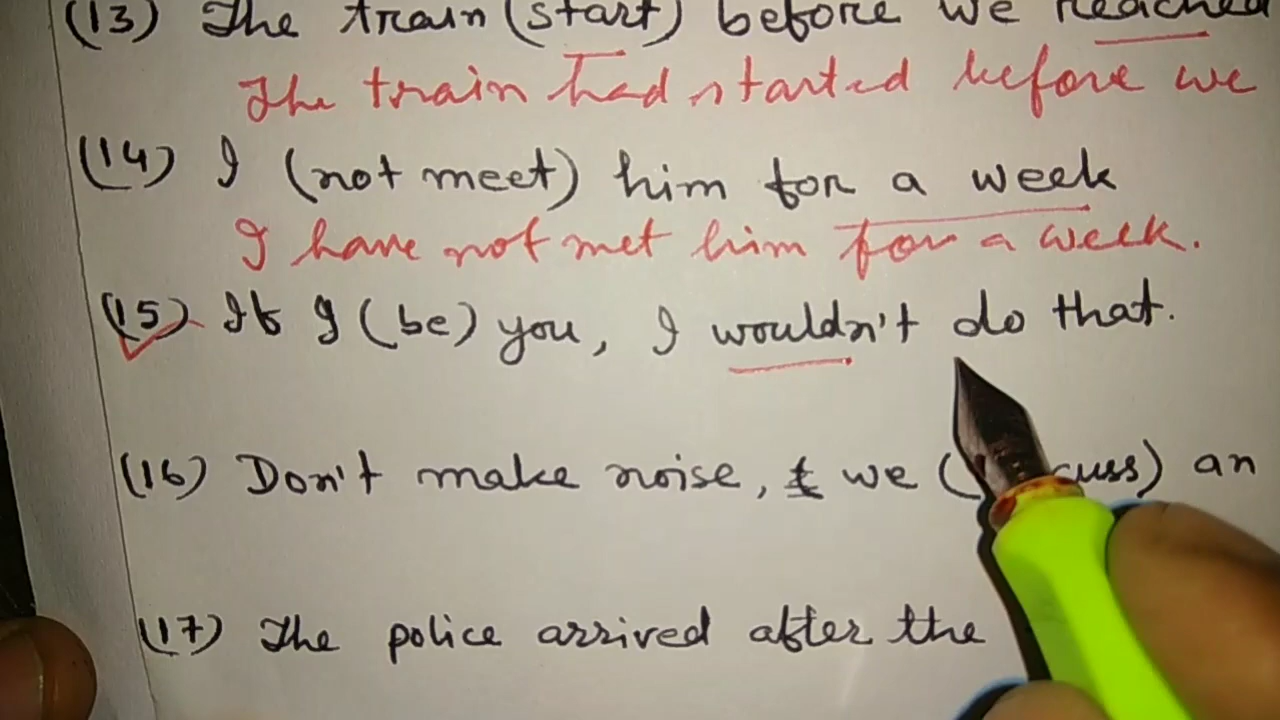 (13) The train (start) before we reached
The train had started before we
(14) I (not meet) him for a week
I have not met him for a week.
(15) If I (be) you, I wouldn't do that.
(16) Don't make noise, we ( cuss) an
(17) The police arrived after the